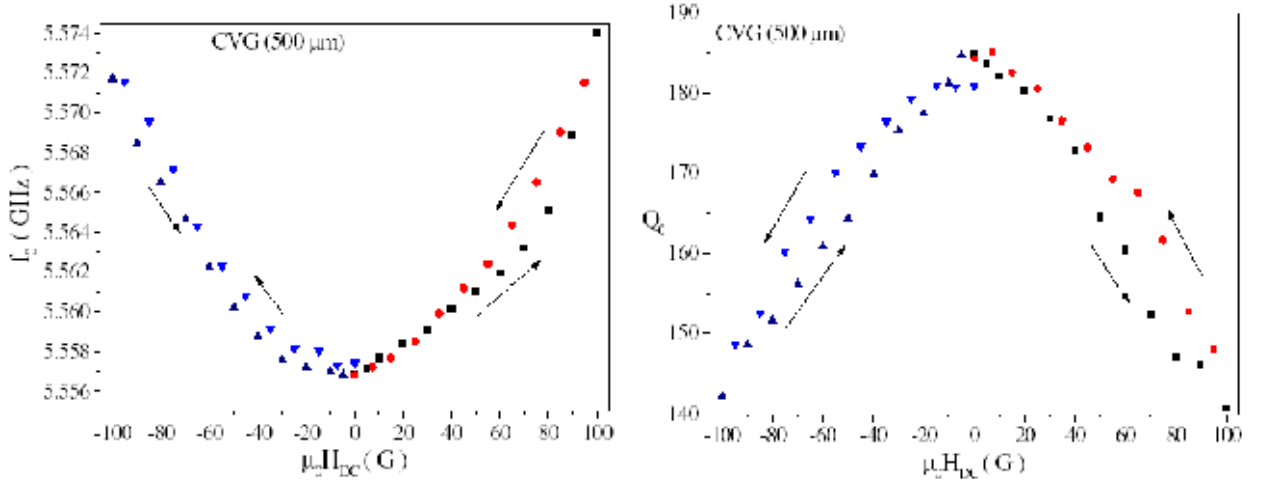 CVG (500 μm)
f₀ ( GHz )
5.574
5.572
5.570
5.568
5.566
5.564
5.562
5.560
5.558
5.556
-100 -80 -60 -40 -20 0 20 40 60 80 100
μ₀H_DC ( G )
CVG (500 μm)
Q₀
190
180
170
160
150
140
-100 -80 -60 -40 -20 0 20 40 60 80 100
μ₀H_DC ( G )